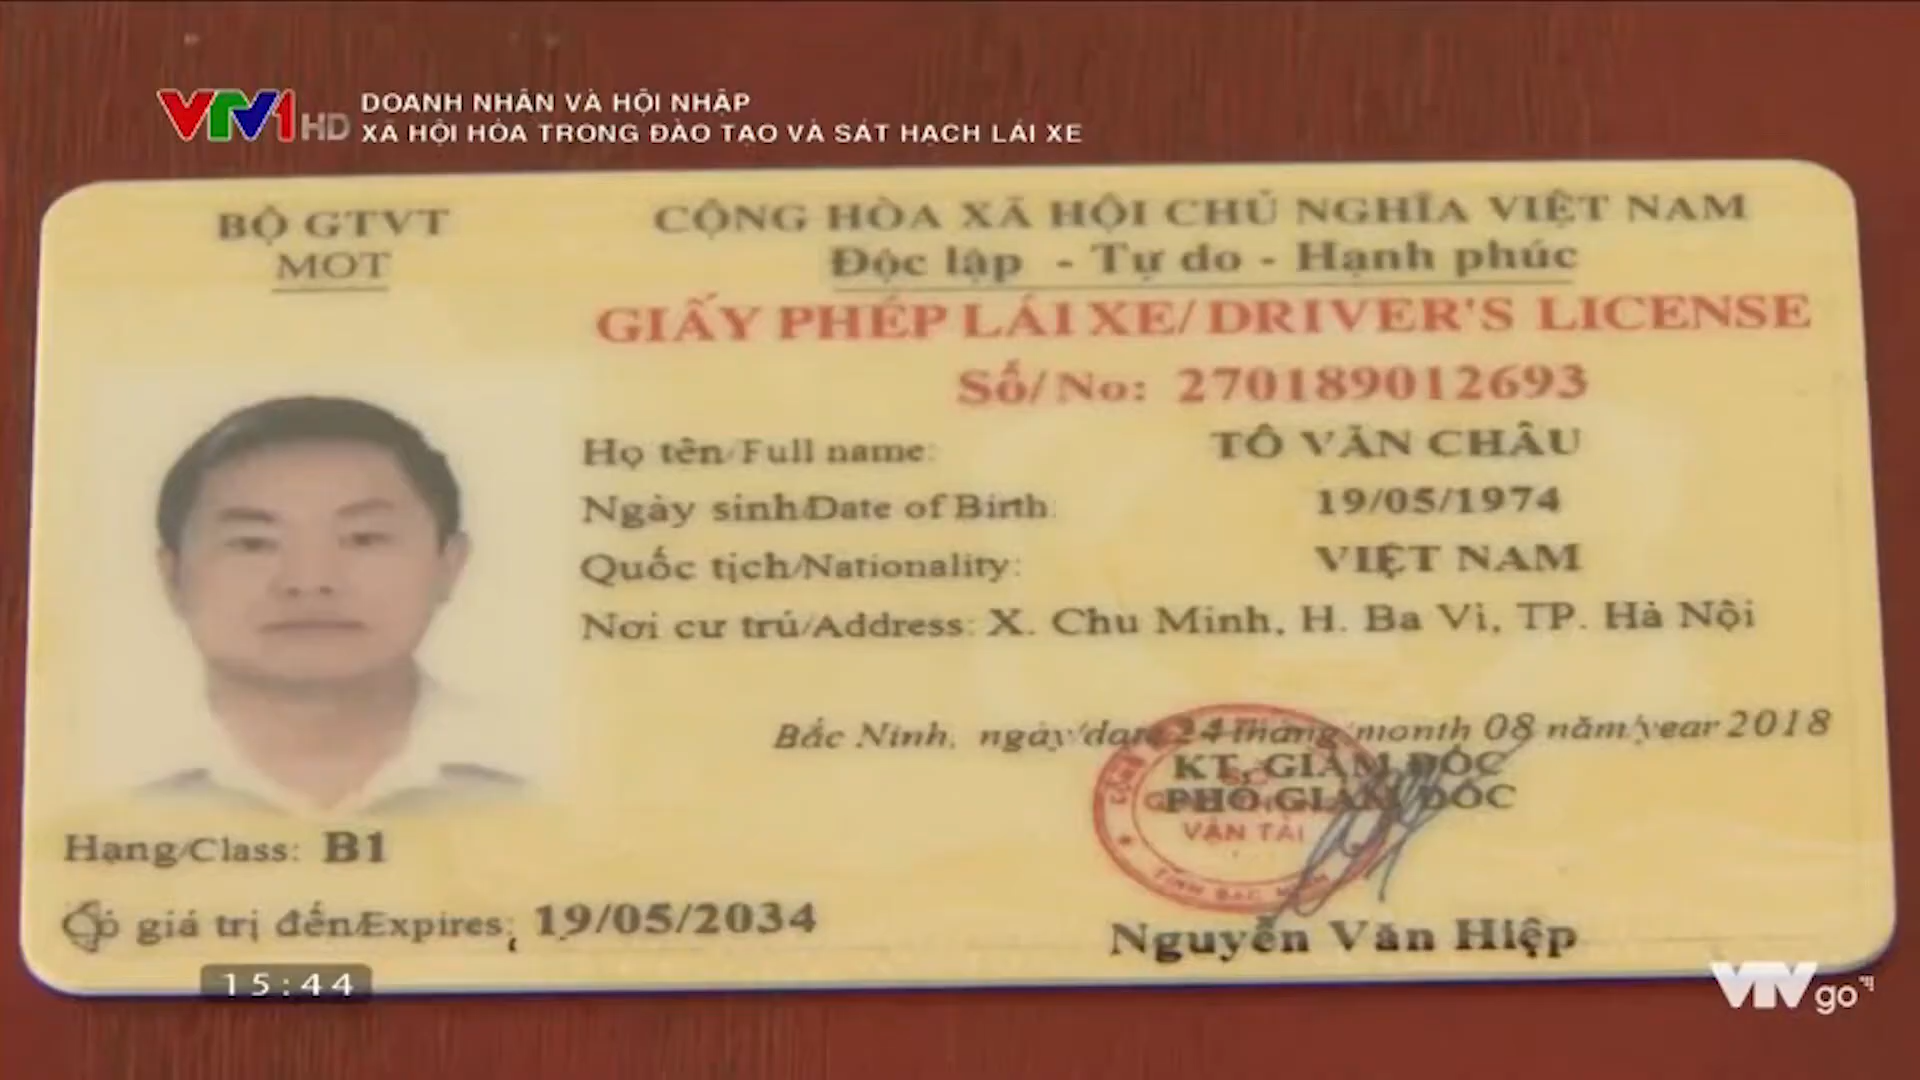 VTV1 HD
DOANH NHÂN VÀ HỘI NHẬP
XÃ HỘI HÓA TRONG ĐÀO TẠO VÀ SÁT HẠCH LÁI XE
BỘ GTVT
MOT
CỘNG HÒA XÃ HỘI CHỦ NGHĨA VIỆT NAM
Độc lập - Tự do - Hạnh phúc
GIẤY PHÉP LÁI XE/DRIVER'S LICENSE
Số/No: 270189012693
Họ tên/Full name: TÔ VĂN CHÂU
Ngày sinh/Date of Birth: 19/05/1974
Quốc tịch/Nationality: VIỆT NAM
Nơi cư trú/Address: X. Chu Minh, H. Ba Vì, TP. Hà Nội
Bắc Ninh, ngày/date 24 tháng/month 08 năm/year 2018
KT. GIÁM ĐỐC
PHÓ GIÁM ĐỐC
VẬN TẢI
Nguyễn Văn Hiệp
Hạng/Class: B1
Có giá trị đến/Expires: 19/05/2034
15:44
VTV go